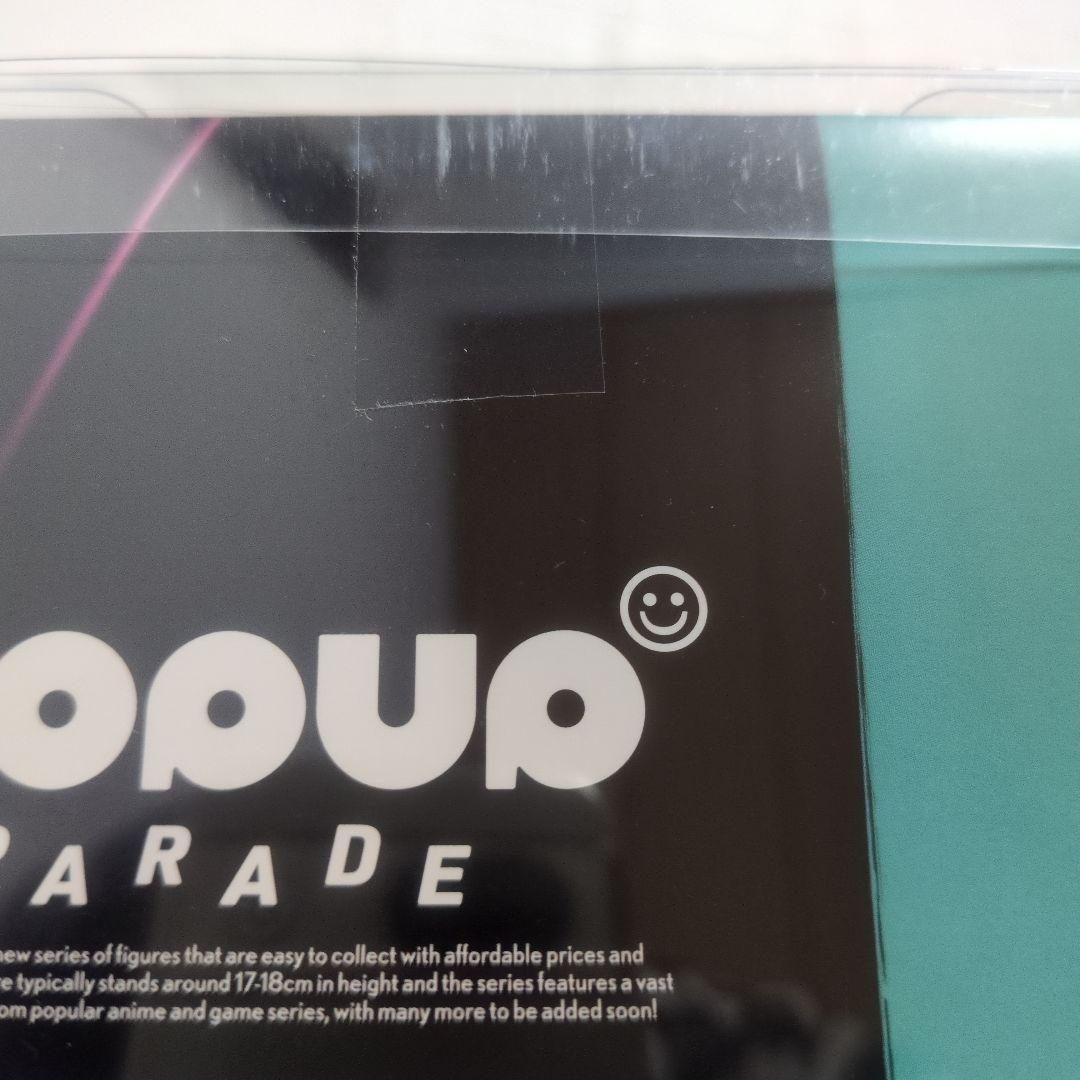 opup
PARADE
new series of figures that are easy to collect with affordable prices and
re typically stands around 17-18cm in height and the series features a vast
om popular anime and game series, with many more to be added soon!